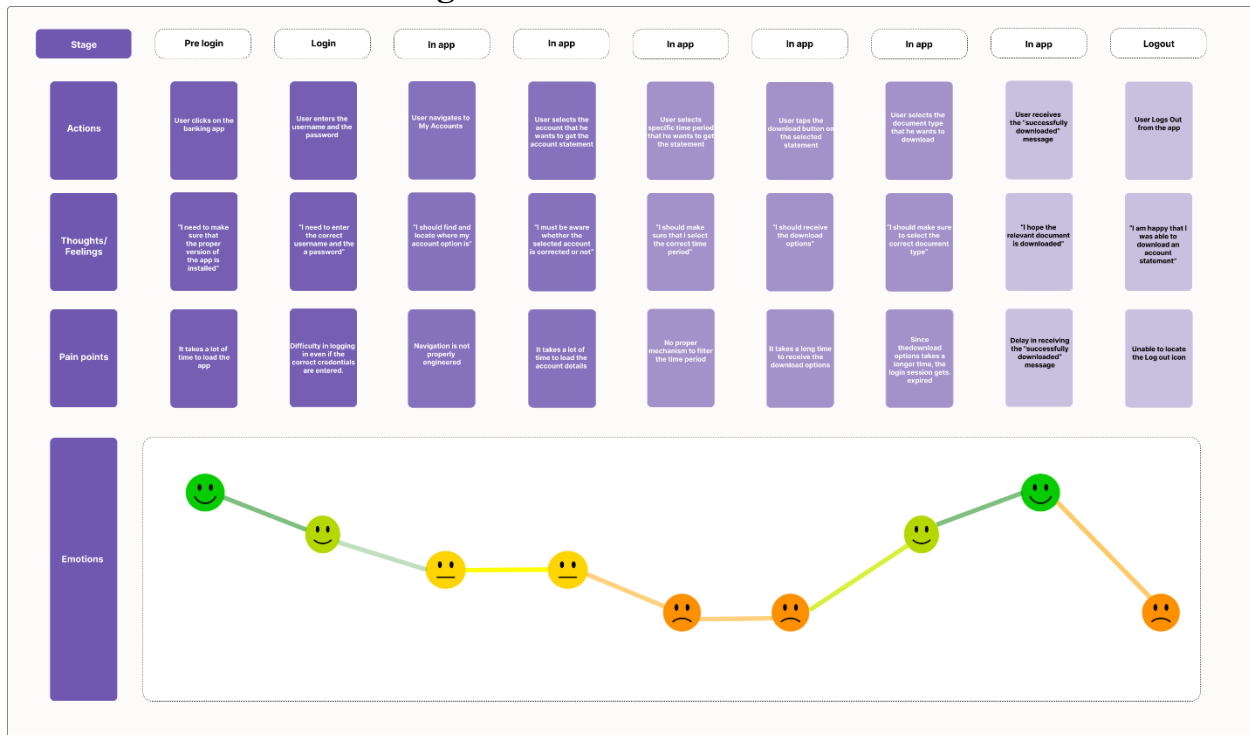 Stage
Pre login
Login
In app
In app
In app
In app
In app
In app
Logout
Actions
User clicks on the
banking app
User enters the
username and the
password
User navigates to
My Accounts
User selects the
account that he
wants to get the
account statement
User selects
specific time period
that he wants to get
the statement
User taps the
download button on
the selected
statement
User selects the
document type that
he wants to
download
User receives
the "successfully
downloaded"
message
User Logs Out
from the app
Thoughts/
Feelings
"I need to make
sure that
the proper
version of
the app is
installed"
"I need to enter
the correct
username and the
a password"
"I should find and
locate where my
account option is"
"I must be aware
whether the
selected account
is corrected or not"
"I should make
sure that I select
the correct time
period"
"I should receive
the download
options"
"I should make sure
to select the
correct document
type"
"I hope the
relevant document
is downloaded"
"I am happy that I
was able to
download an
account
statement"
Pain points
It takes a lot of
time to load the
app
Difficulty in logging
in even if the
correct credentials
are entered.
Navigation is not
properly
engineered
It takes a lot of
time to load the
account details
No proper
mechanism to filter
the time period
It takes a long time
to receive the
download options
Since
thedownload
options takes a
longer time, the
login session gets.
expired
Delay in receiving
the "successfully
downloaded"
message
Unable to locate
the Log out icon
Emotions